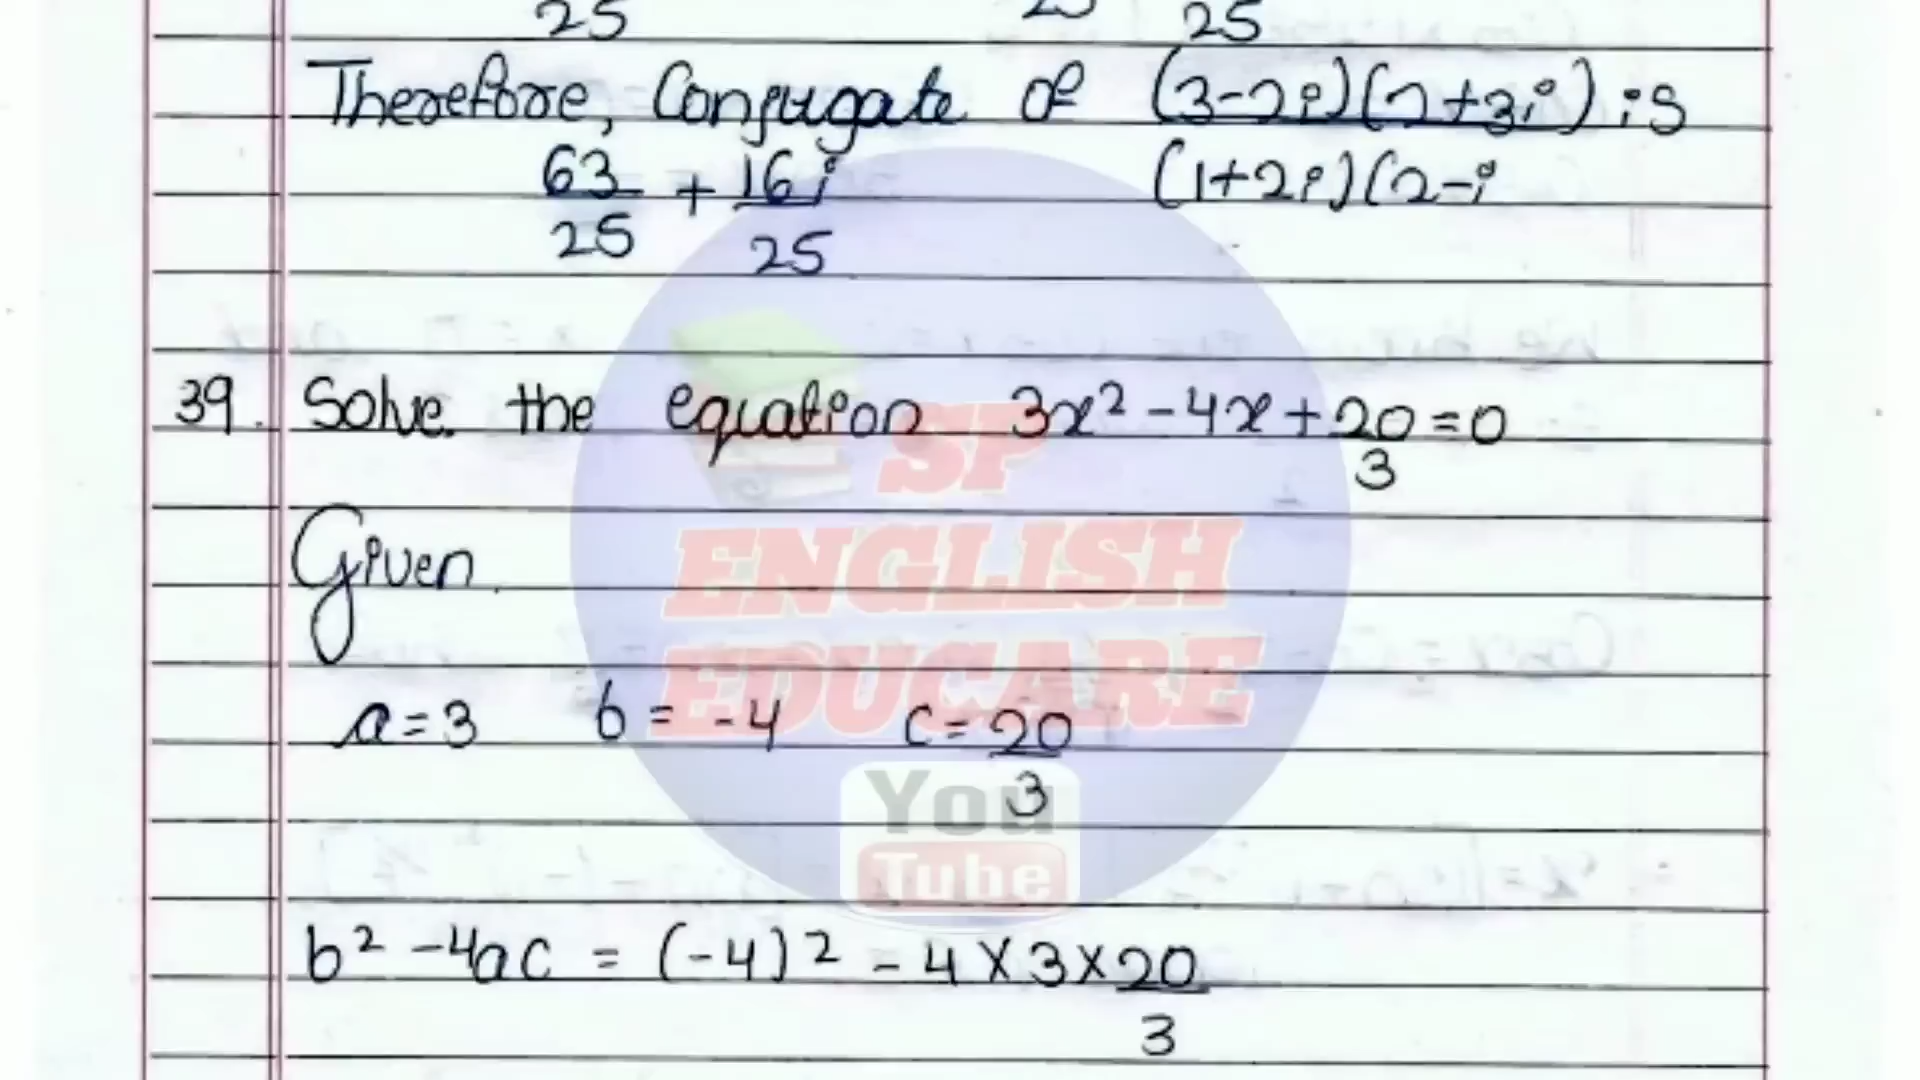 25 25 25
Therefore, Conjugate of (3-2i)(2+3i) is
63 + 16i (1+2i)(2-i
25 25
39. Solve the equation 3x² - 4x + 20 = 0
3
Given
a = 3 b = -4 c = 20
3
b² - 4ac = (-4)² - 4 × 3 × 20
3
SP
ENGLISH
EDUCARE
You
Tube